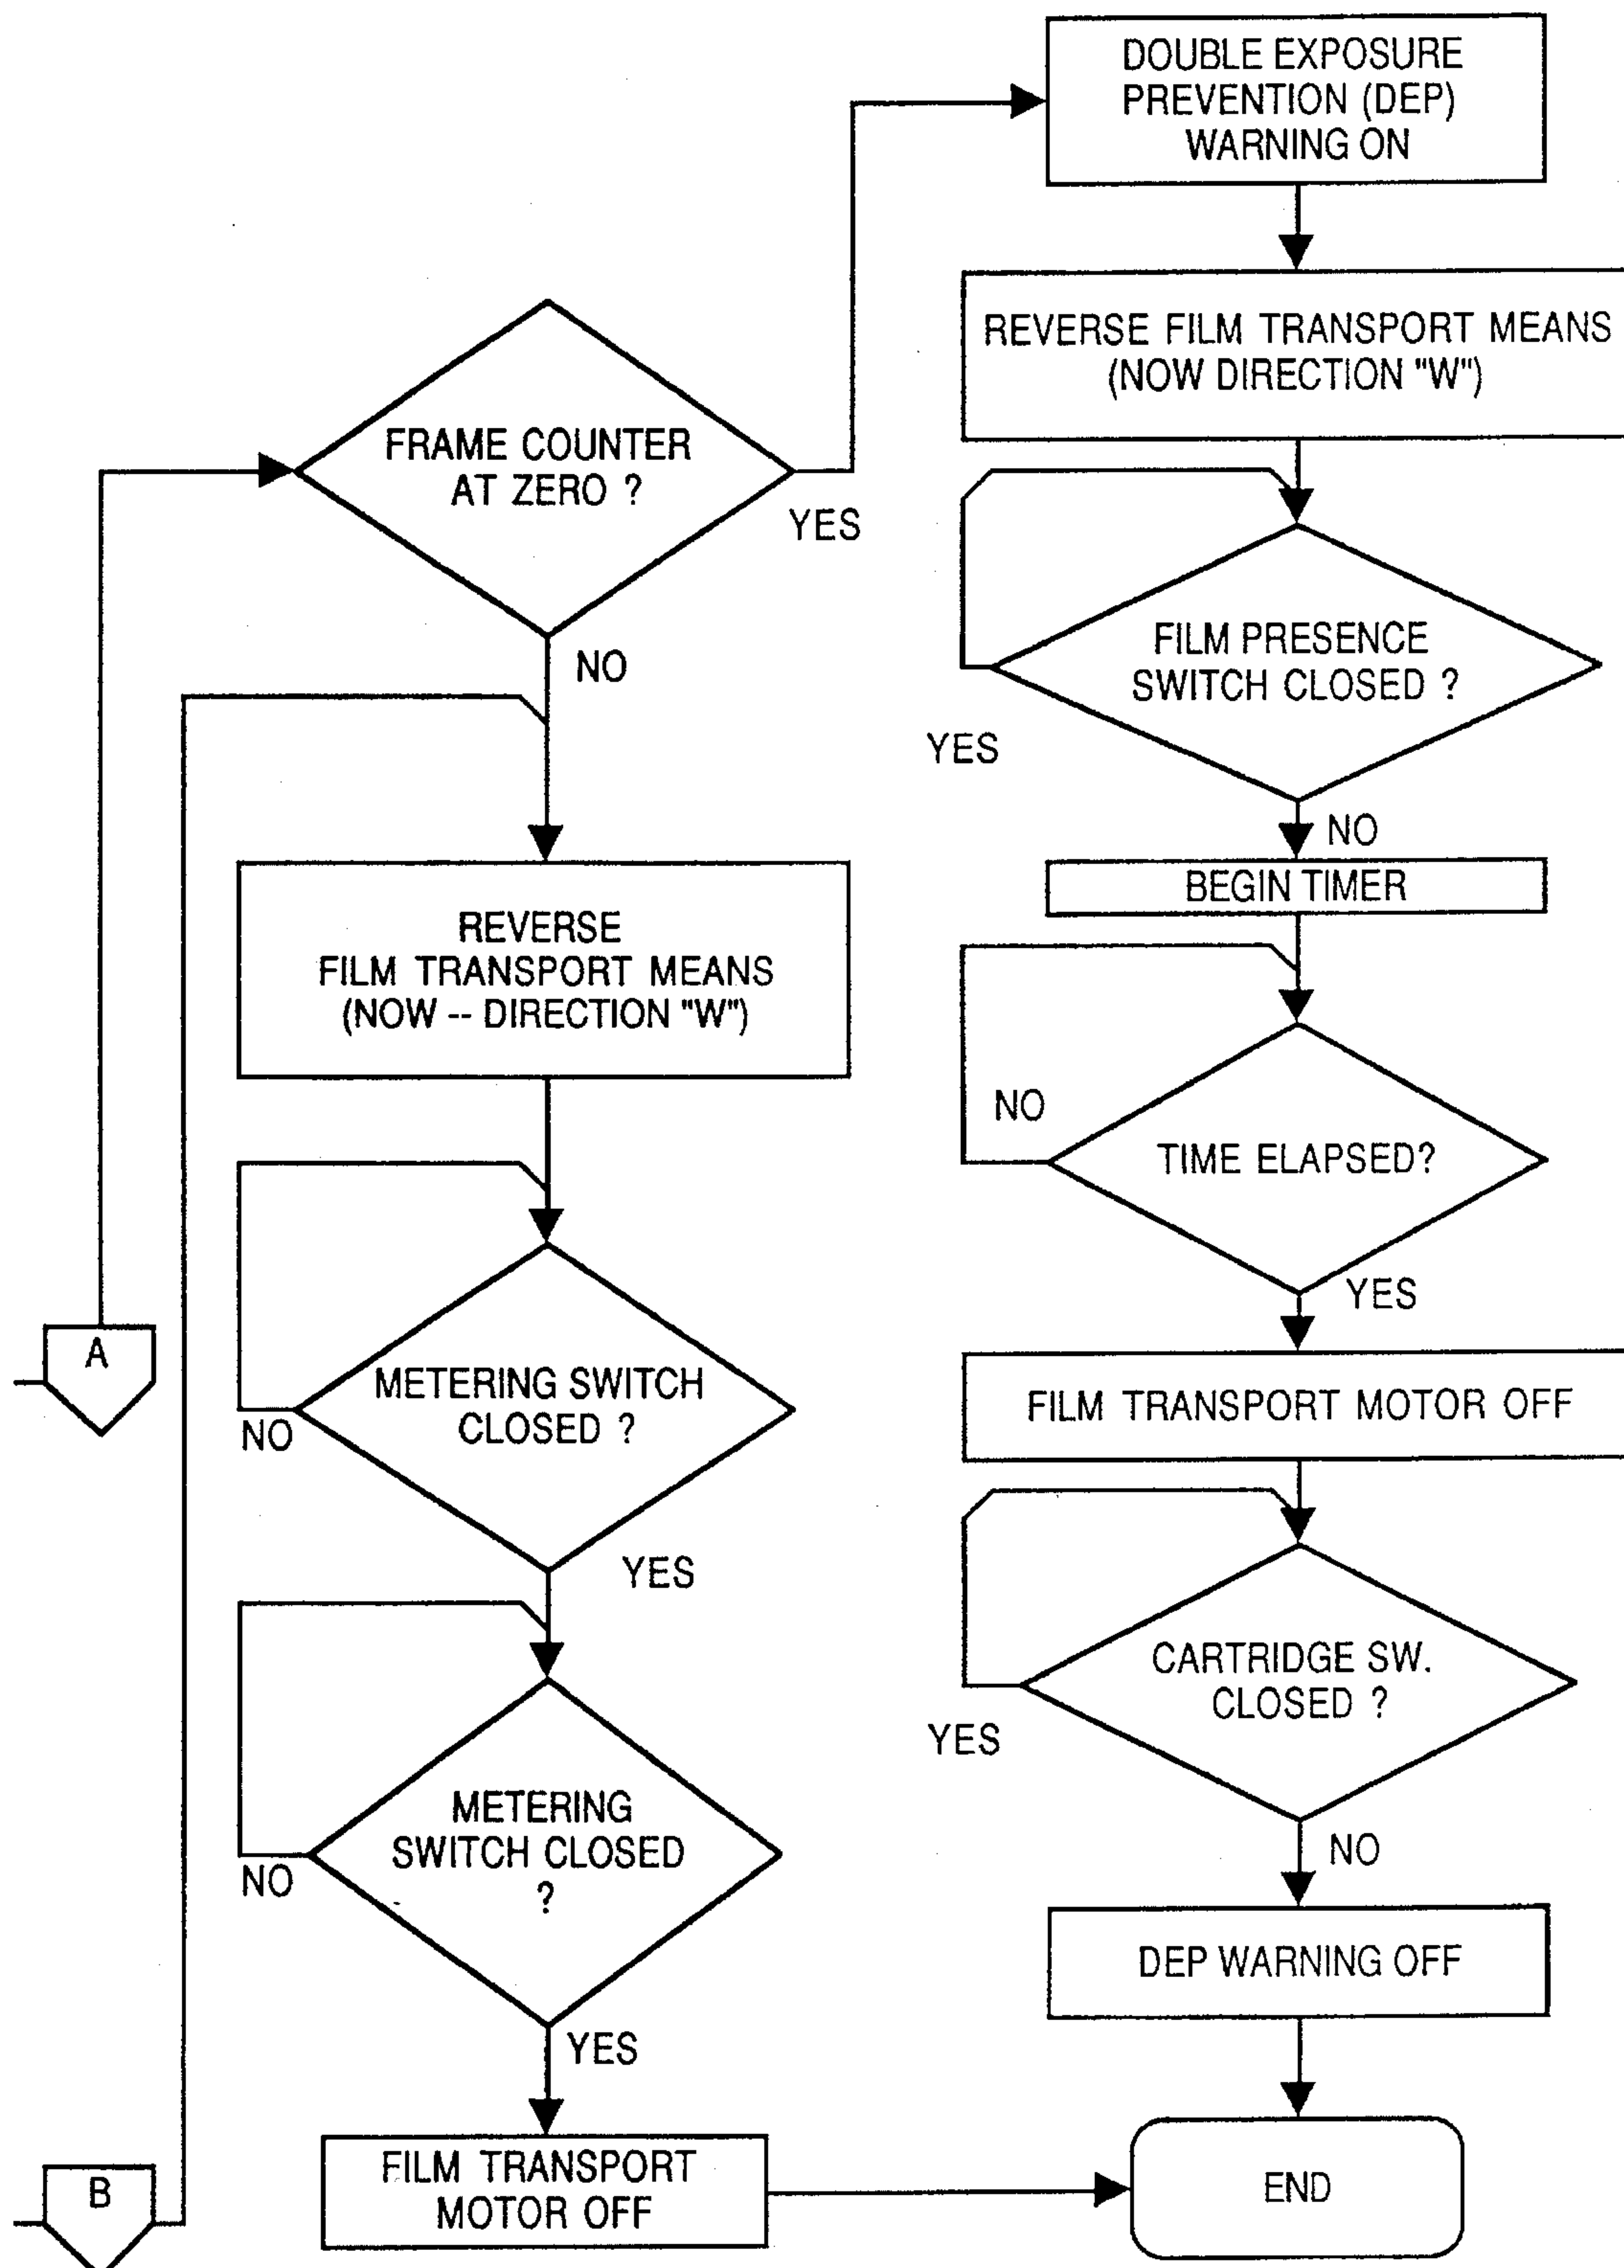 DOUBLE EXPOSURE
PREVENTION (DEP)
WARNING ON
REVERSE FILM TRANSPORT MEANS
(NOW DIRECTION "W")
FRAME COUNTER
AT ZERO ?
YES
NO
FILM PRESENCE
SWITCH CLOSED ?
YES
NO
BEGIN TIMER
REVERSE
FILM TRANSPORT MEANS
(NOW -- DIRECTION "W")
NO
TIME ELAPSED?
YES
A
METERING SWITCH
CLOSED ?
NO
YES
FILM TRANSPORT MOTOR OFF
CARTRIDGE SW.
CLOSED ?
YES
NO
METERING
SWITCH CLOSED
?
NO
YES
DEP WARNING OFF
B
FILM TRANSPORT
MOTOR OFF
END